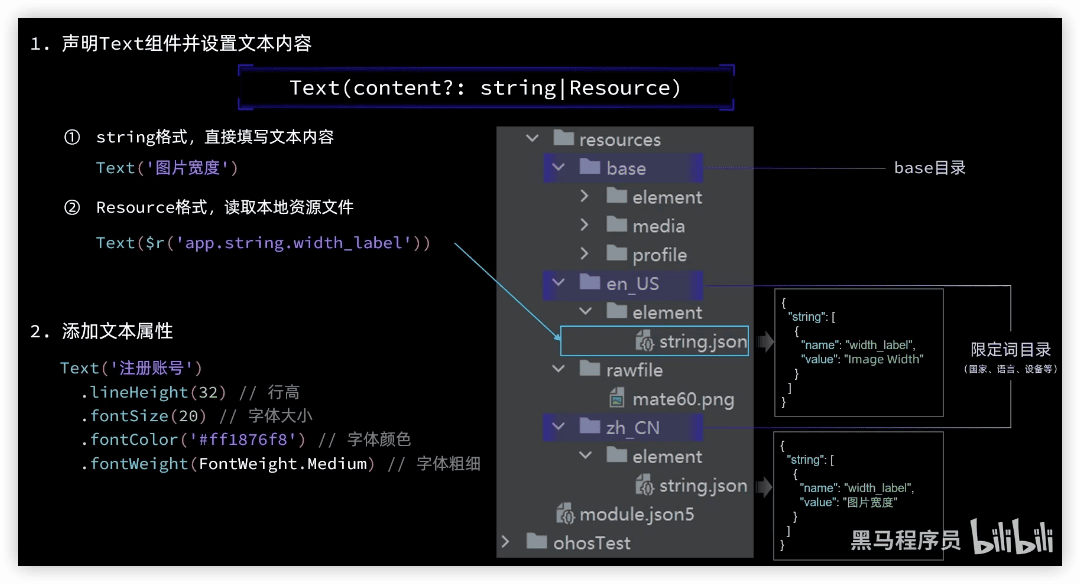 1. 声明Text组件并设置文本内容
Text(content?: string|Resource)
① string格式，直接填写文本内容
Text('图片宽度')
② Resource格式，读取本地资源文件
Text($r('app.string.width_label'))
2. 添加文本属性
Text('注册账号')
.lineHeight(32) // 行高
.fontSize(20) // 字体大小
.fontColor('#ff1876f8') // 字体颜色
.fontWeight(FontWeight.Medium) // 字体粗细
resources
base
element
media
profile
en_US
element
string.json
rawfile
mate60.png
zh_CN
element
string.json
module.json5
ohosTest
base目录
{
"string": [
{
"name": "width_label",
"value": "Image Width"
}
]
}
限定词目录
（国家、语言、设备等）
{
"string": [
{
"name": "width_label",
"value": "图片宽度"
}
]
}
黑马程序员 bilibili